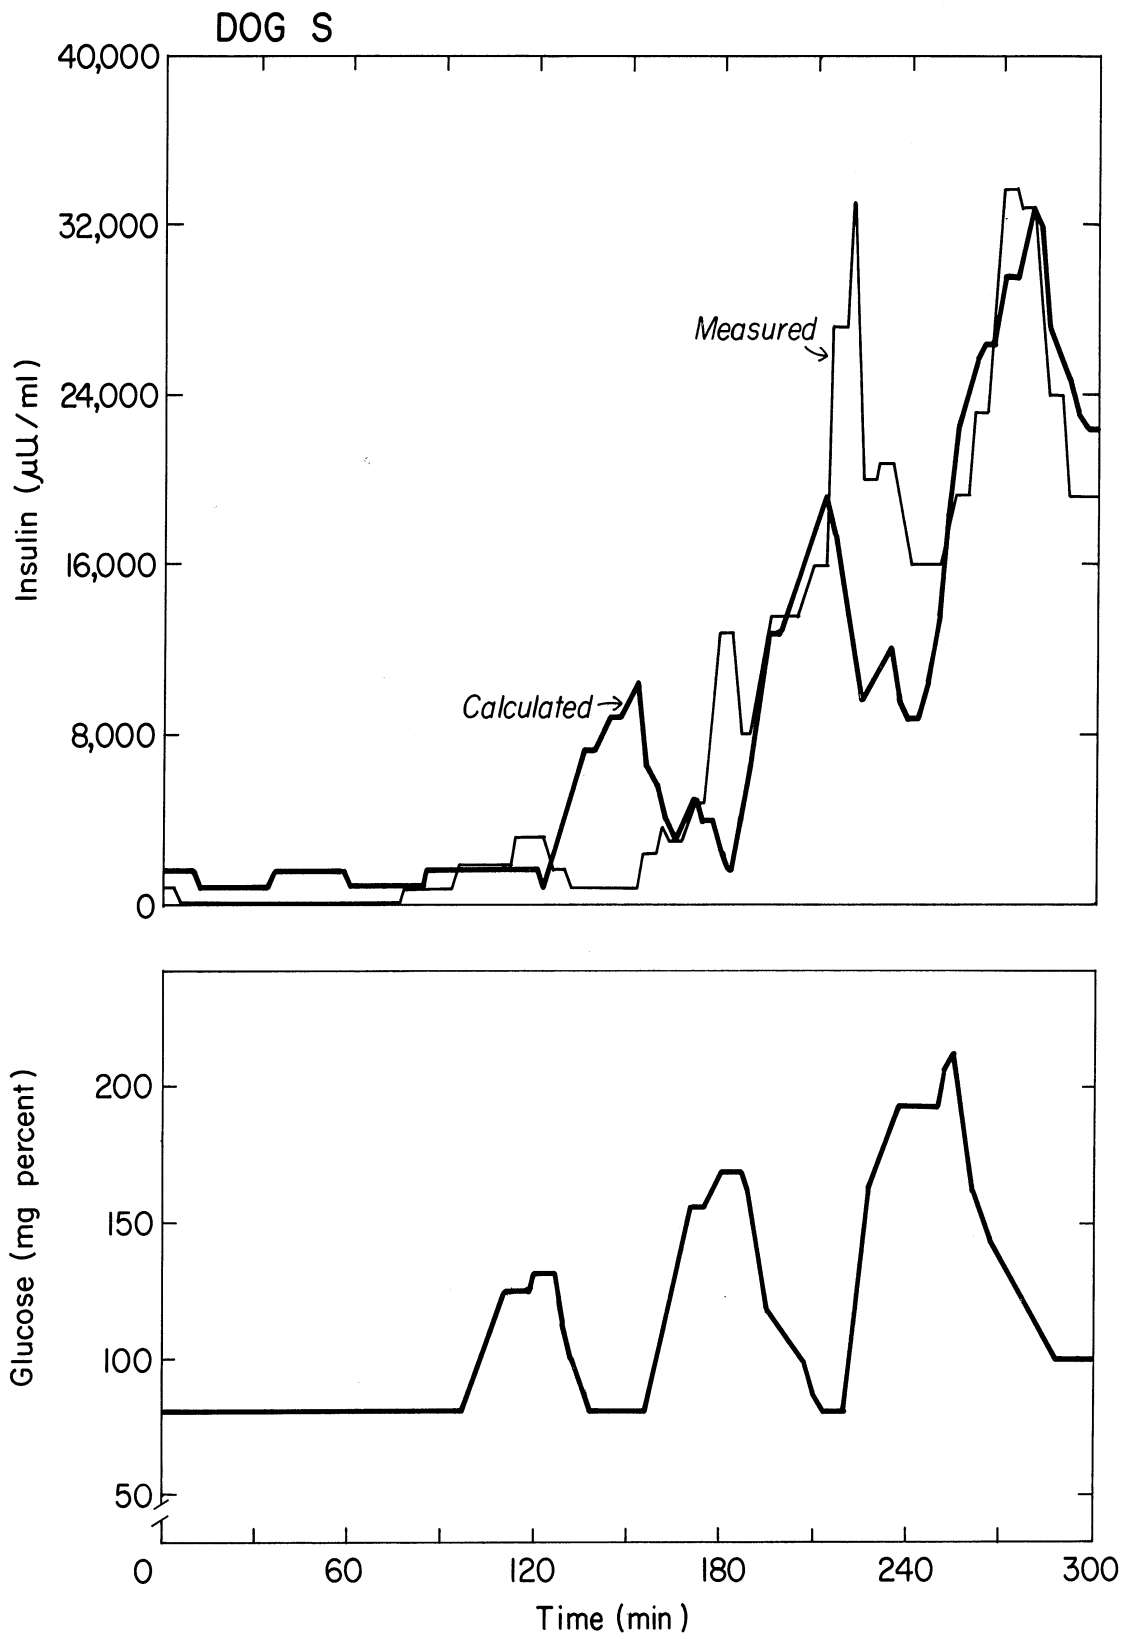 DOG S
40,000
32,000
24,000
16,000
8,000
0
Insulin (μU/ml)
Measured
Calculated
200
150
100
50
Glucose (mg percent)
0 60 120 180 240 300
Time (min)